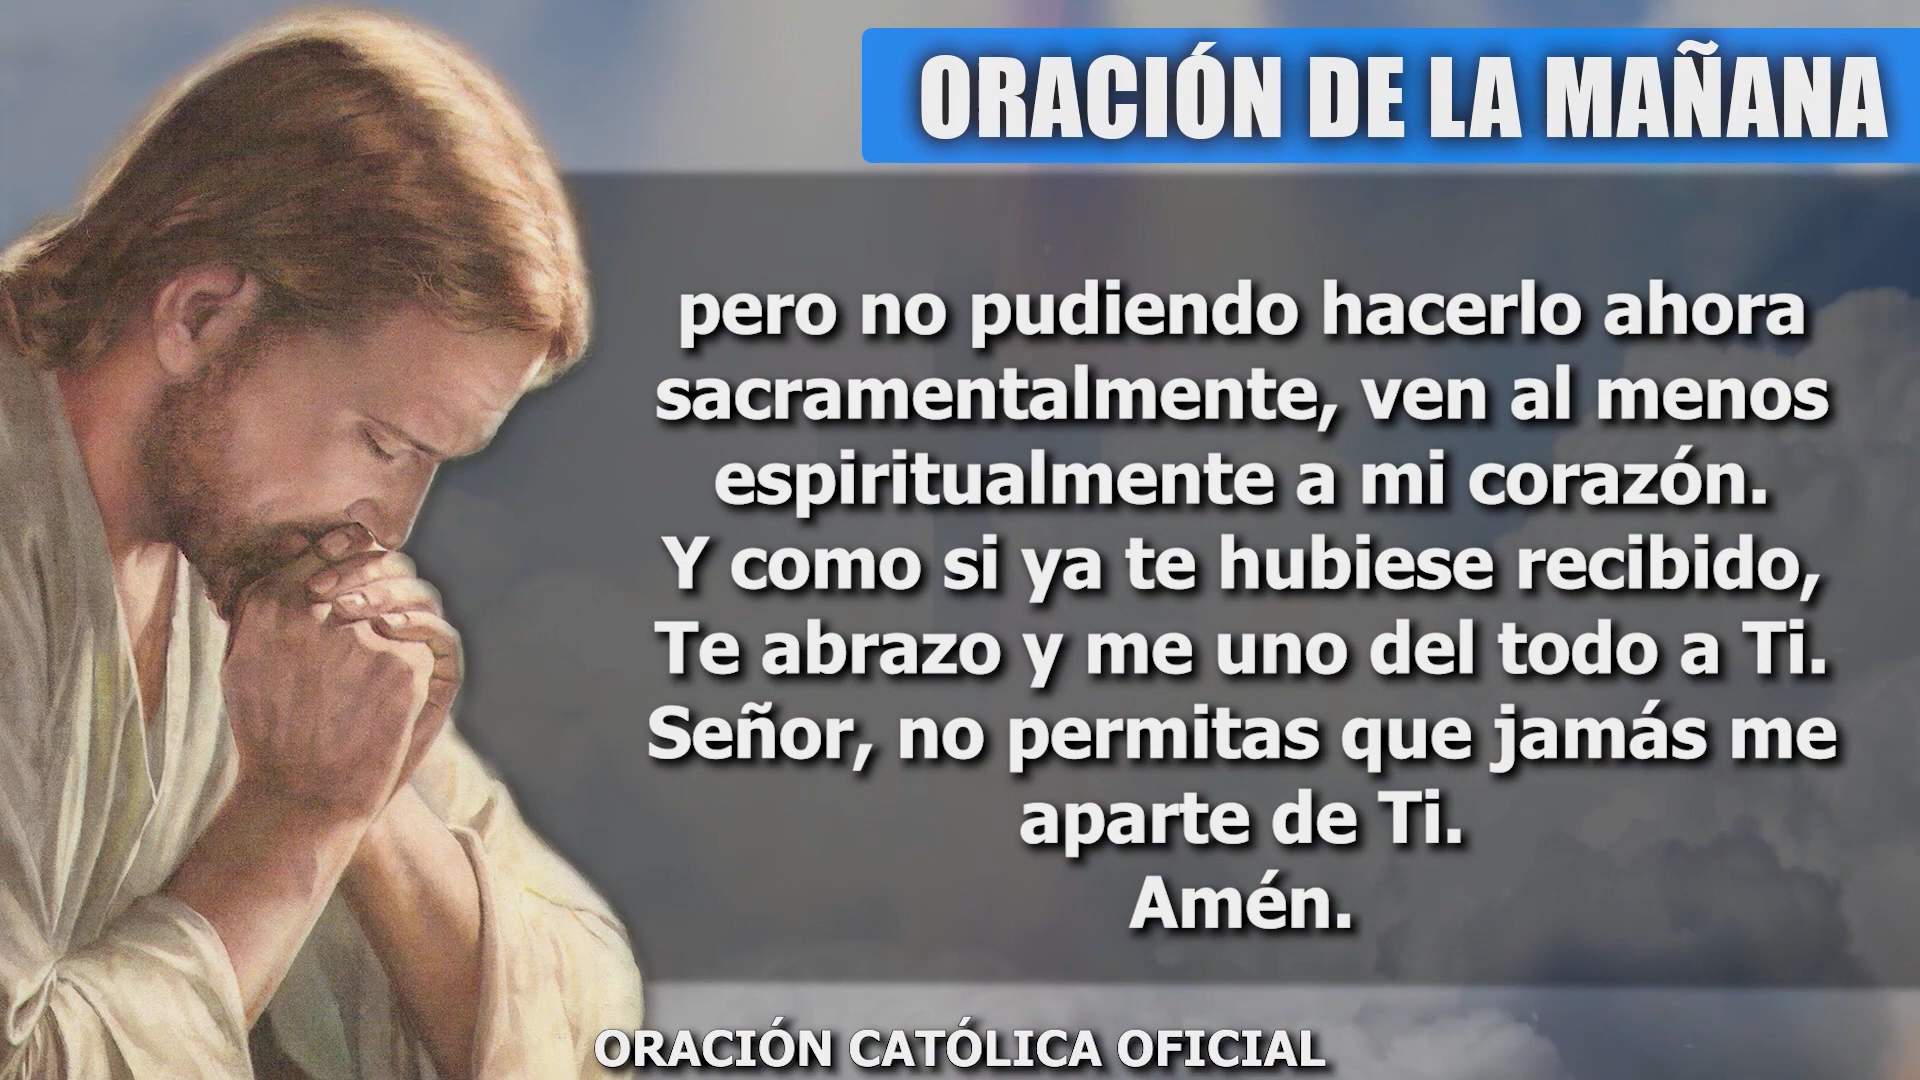 ORACIÓN DE LA MAÑANA
pero no pudiendo hacerlo ahora
sacramentalmente, ven al menos
espiritualmente a mi corazón.
Y como si ya te hubiese recibido,
Te abrazo y me uno del todo a Ti.
Señor, no permitas que jamás me
aparte de Ti.
Amén.
ORACIÓN CATÓLICA OFICIAL